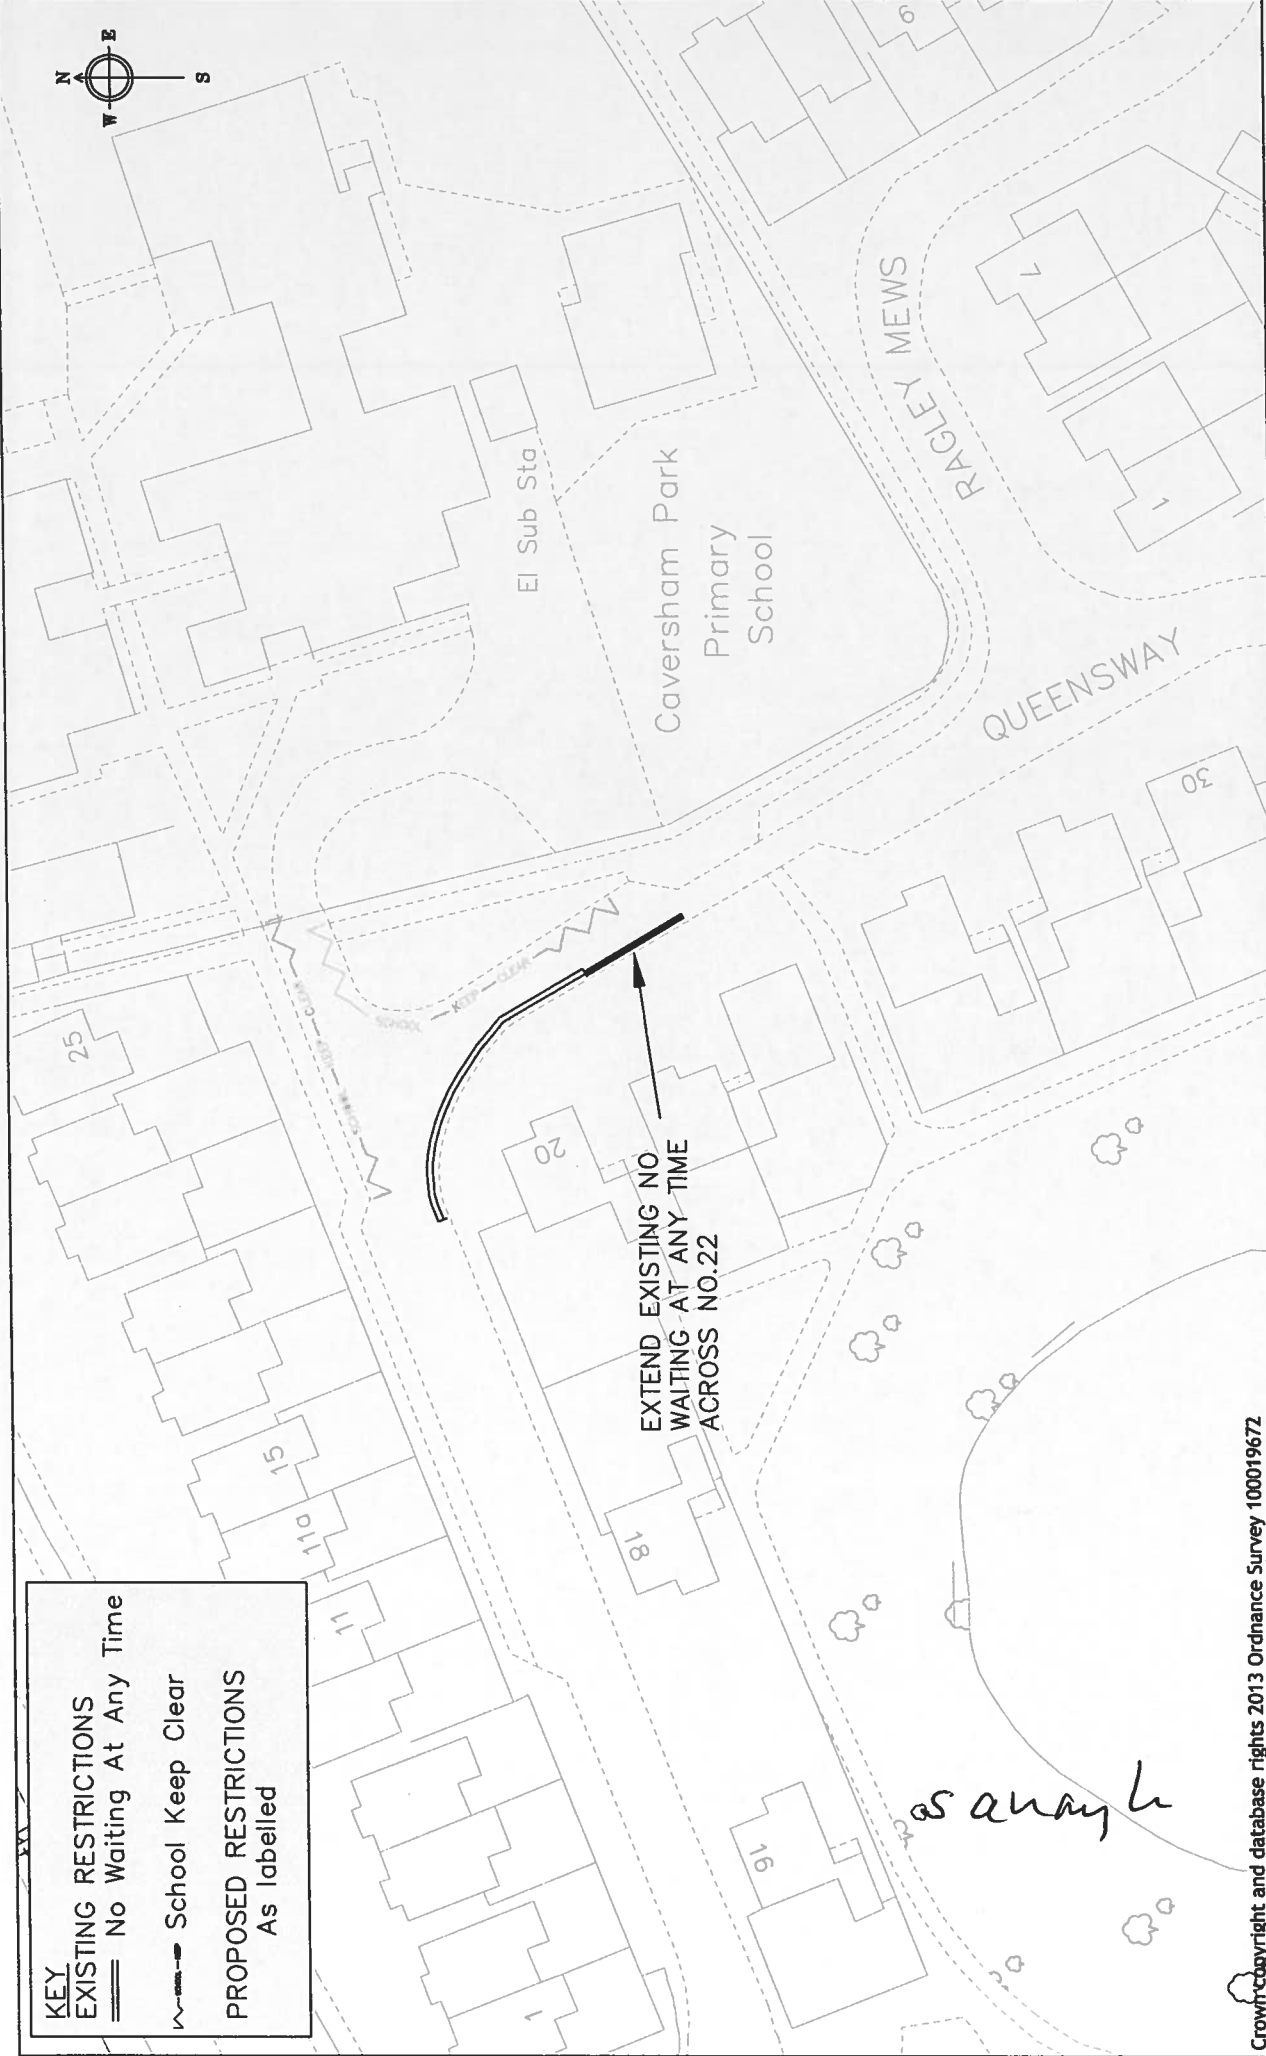 KEY
EXISTING RESTRICTIONS
No Waiting At Any Time
School Keep Clear
PROPOSED RESTRICTIONS
As labelled
N
W
E
S
25
15
11a
11
1
20
18
16
30
7
1
9
El Sub Sta
Caversham Park
Primary
School
RAGLEY MEWS
QUEENSWAY
SCHOOL KEEP CLEAR
SCHOOL KEEP CLEAR
EXTEND EXISTING NO
WAITING AT ANY TIME
ACROSS NO.22
Crown copyright and database rights 2013 Ordnance Survey 100019672